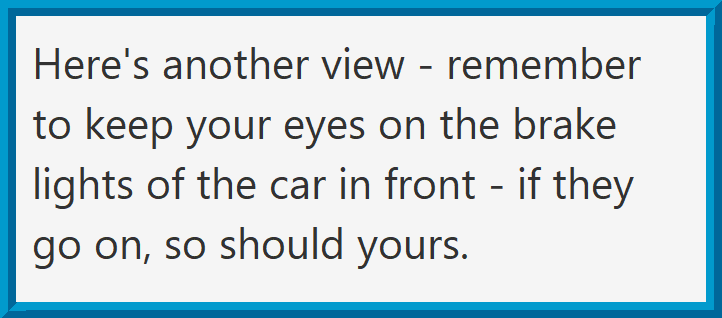 Here's another view - remember
to keep your eyes on the brake
lights of the car in front - if they
go on, so should yours.